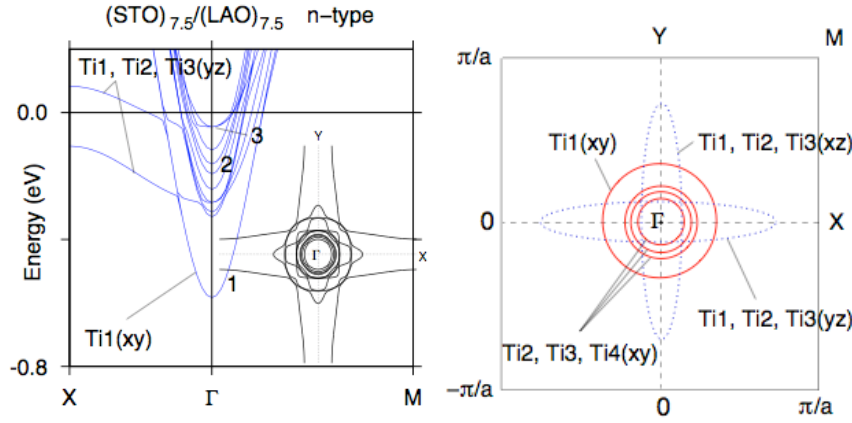 (STO)7.5/(LAO)7.5 n-type
Ti1, Ti2, Ti3(yz)
0.0
3
2
1
Energy (eV)
Ti1(xy)
-0.8
X
Γ
M
Y
Γ
X
Y
M
π/a
Ti1(xy)
Ti1, Ti2, Ti3(xz)
0
Γ
X
Ti1, Ti2, Ti3(yz)
Ti2, Ti3, Ti4(xy)
-π/a
0
π/a